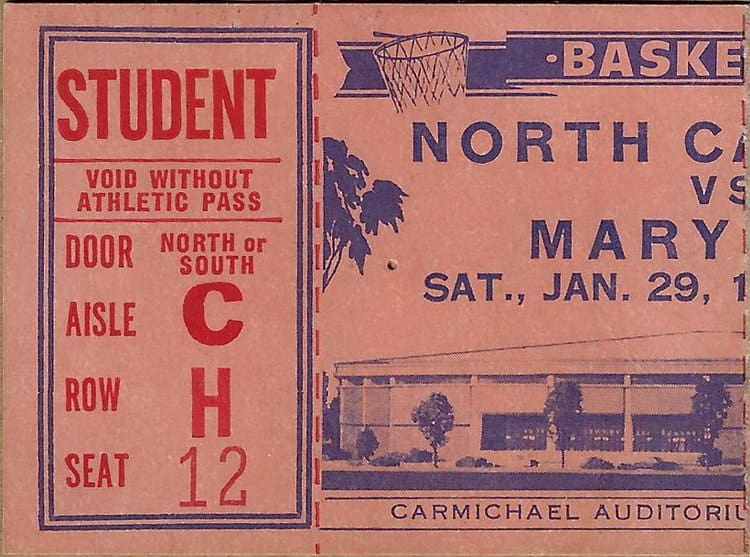 STUDENT
VOID WITHOUT
ATHLETIC PASS
DOOR NORTH or
SOUTH
AISLE C
ROW H
SEAT 12
·BASKE
NORTH CA
VS
MARY
SAT., JAN. 29, 1
CARMICHAEL AUDITORIU